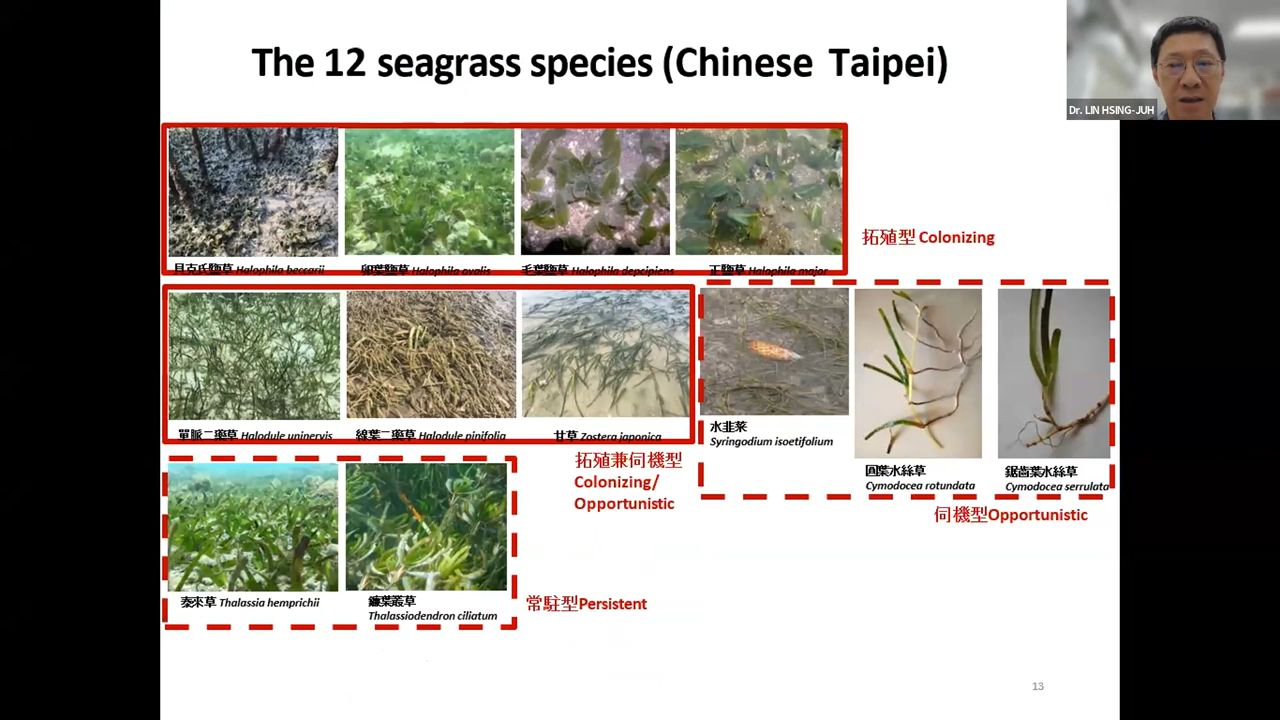 The 12 seagrass species (Chinese Taipei)
Dr. LIN HSING-JUH
貝克氏鹽草 Halophila beccarii
卵葉鹽草 Halophila ovalis
毛葉鹽草 Halophila depcipiens
正鹽草 Halophila major
拓殖型 Colonizing
單脈二藥草 Halodule uninervis
線葉二藥草 Halodule pinifolia
甘草 Zostera japonica
拓殖兼伺機型
Colonizing/
Opportunistic
水韭菜
Syringodium isoetifolium
圓葉水絲草
Cymodocea rotundata
鋸齒葉水絲草
Cymodocea serrulata
伺機型Opportunistic
泰來草 Thalassia hemprichii
鐮葉叢草
Thalassiodendron ciliatum
常駐型Persistent
13